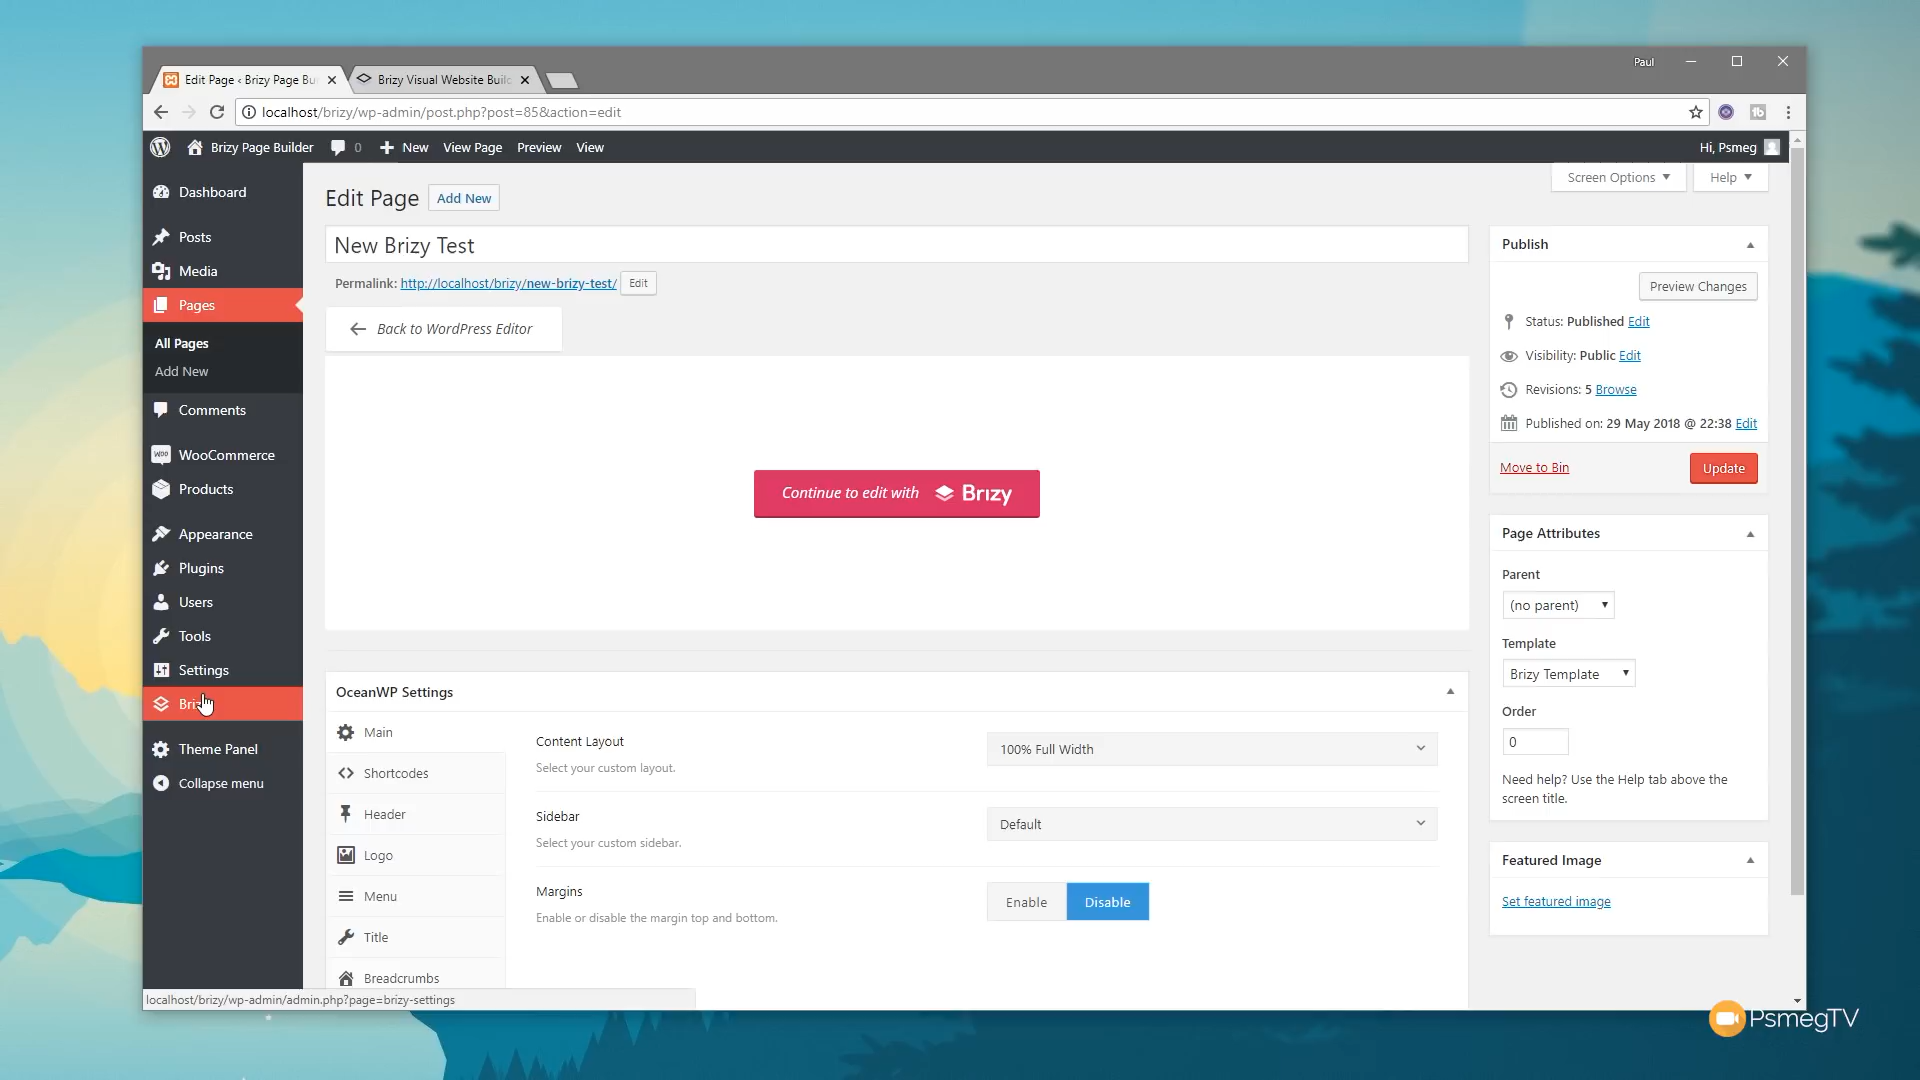 Paul
Edit Page ‹ Brizy Page Bu
Brizy Visual Website Buil
localhost/brizy/wp-admin/post.php?post=85&action=edit
Brizy Page Builder
0
New
View Page
Preview
View
Hi, Psmeg
Dashboard
Posts
Media
Pages
All Pages
Add New
Comments
WooCommerce
Products
Appearance
Plugins
Users
Tools
Settings
Theme Panel
Collapse menu
Screen Options
Help
Edit Page
Add New
New Brizy Test
Permalink: http://localhost/brizy/new-brizy-test/ Edit
Back to WordPress Editor
Continue to edit with Brizy
OceanWP Settings
Main
Shortcodes
Header
Logo
Menu
Title
Breadcrumbs
Content Layout
Select your custom layout.
100% Full Width
Sidebar
Select your custom sidebar.
Default
Margins
Enable or disable the margin top and bottom.
Enable
Disable
Publish
Preview Changes
Status: Published Edit
Visibility: Public Edit
Revisions: 5 Browse
Published on: 29 May 2018 @ 22:38 Edit
Move to Bin
Update
Page Attributes
Parent
(no parent)
Template
Brizy Template
Order
0
Need help? Use the Help tab above the
screen title.
Featured Image
Set featured image
localhost/brizy/wp-admin/admin.php?page=brizy-settings
PsmegTV